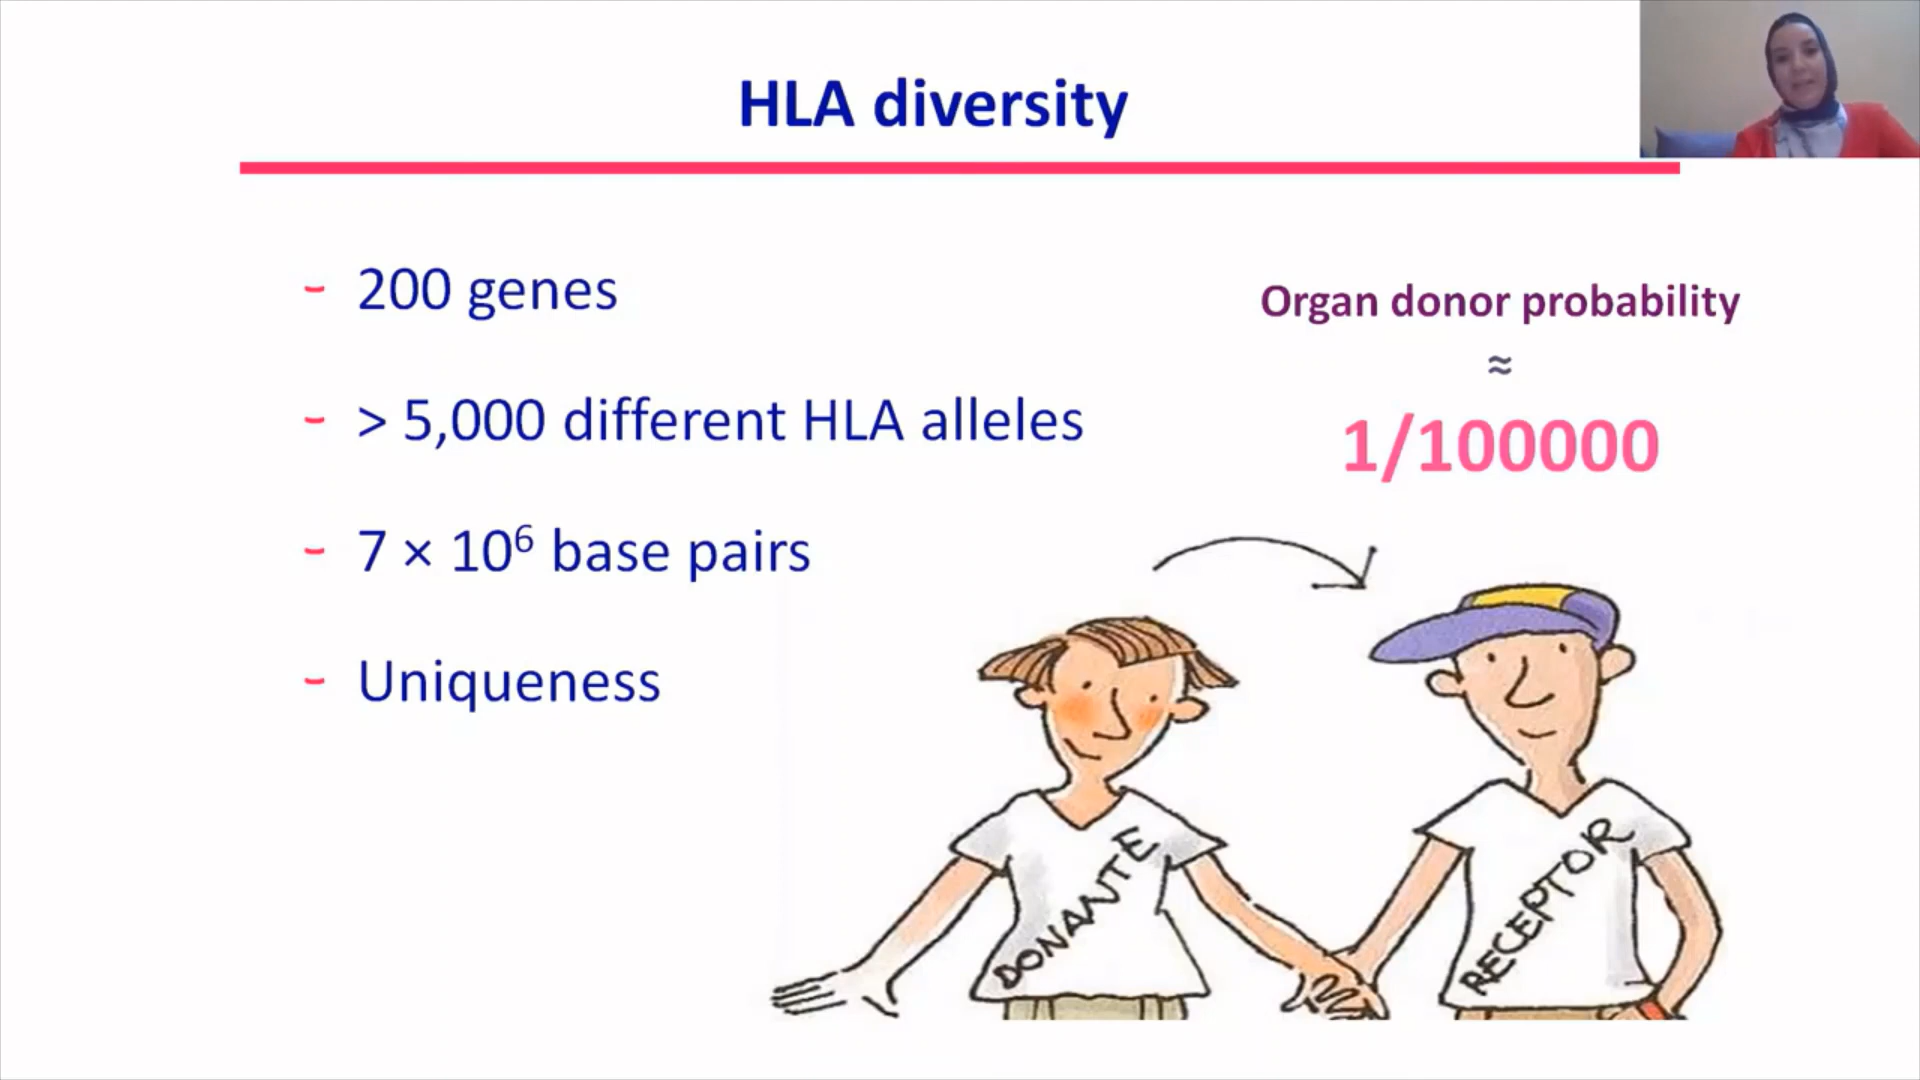 HLA diversity
- 200 genes
- > 5,000 different HLA alleles
- 7 × 10⁶ base pairs
- Uniqueness
Organ donor probability
≈
1/100000
DONANTE
RECEPTOR